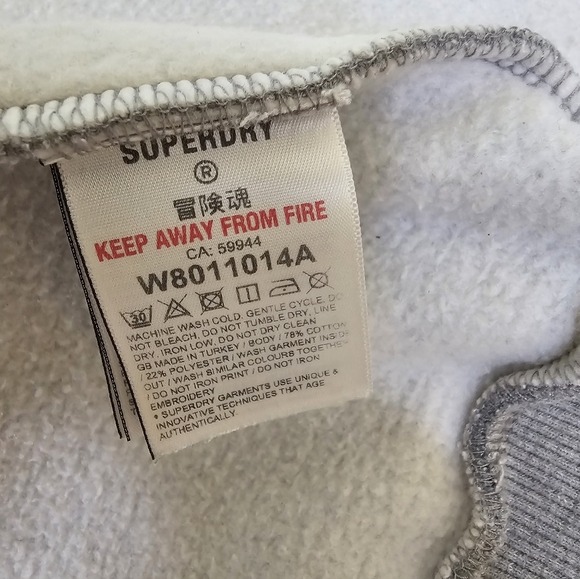 SUPERDRY
®
冒険魂
KEEP AWAY FROM FIRE
CA: 59944
W8011014A
30
MACHINE WASH COLD, GENTLE CYCLE. DO
NOT BLEACH, DO NOT TUMBLE DRY, LINE
DRY, IRON LOW, DO NOT DRY CLEAN
GB MADE IN TURKEY / BODY / 78% COTTON
/ 22% POLYESTER / WASH GARMENT INSIDE
OUT / WASH SIMILAR COLOURS TOGETHER
/ DO NOT IRON PRINT / DO NOT IRON
EMBROIDERY
* SUPERDRY GARMENTS USE UNIQUE &
INNOVATIVE TECHNIQUES THAT AGE
AUTHENTICALLY.